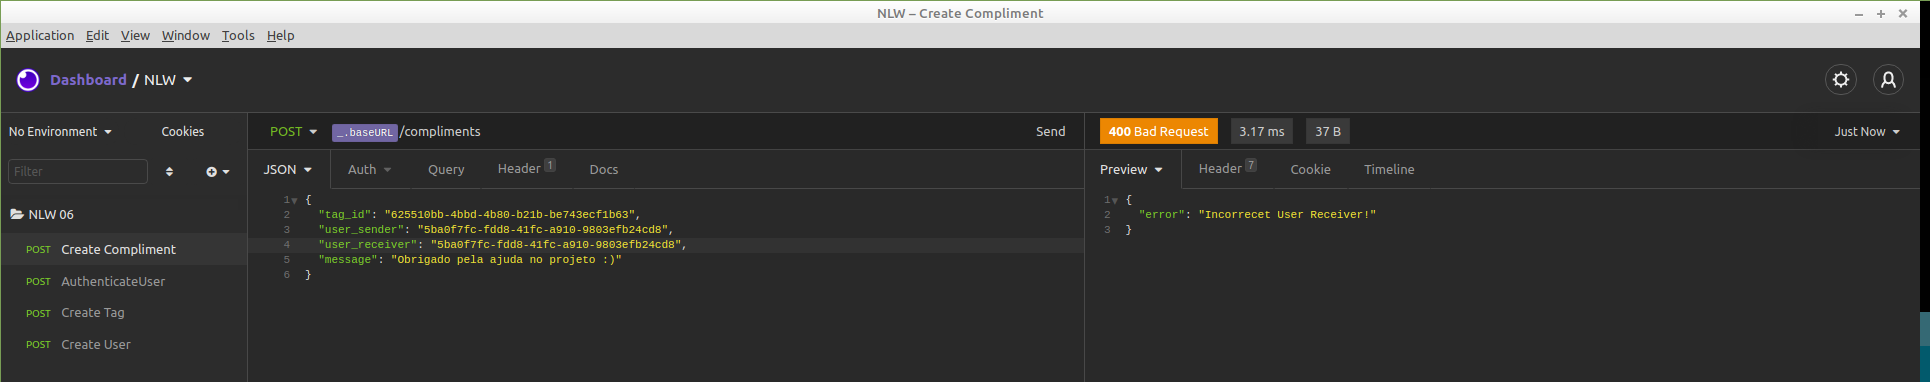 NLW – Create Compliment
Application Edit View Window Tools Help
Dashboard / NLW
No Environment Cookies
Filter
NLW 06
POST Create Compliment
POST AuthenticateUser
POST Create Tag
POST Create User
POST _.baseURL /compliments Send
JSON Auth Query Header 1 Docs
1 {
2 "tag_id": "625510bb-4bbd-4b80-b21b-be743ecf1b63",
3 "user_sender": "5ba0f7fc-fdd8-41fc-a910-9803efb24cd8",
4 "user_receiver": "5ba0f7fc-fdd8-41fc-a910-9803efb24cd8",
5 "message": "Obrigado pela ajuda no projeto :)"
6 }
400 Bad Request 3.17 ms 37 B Just Now
Preview Header 7 Cookie Timeline
1 {
2 "error": "Incorrecet User Receiver!"
3 }